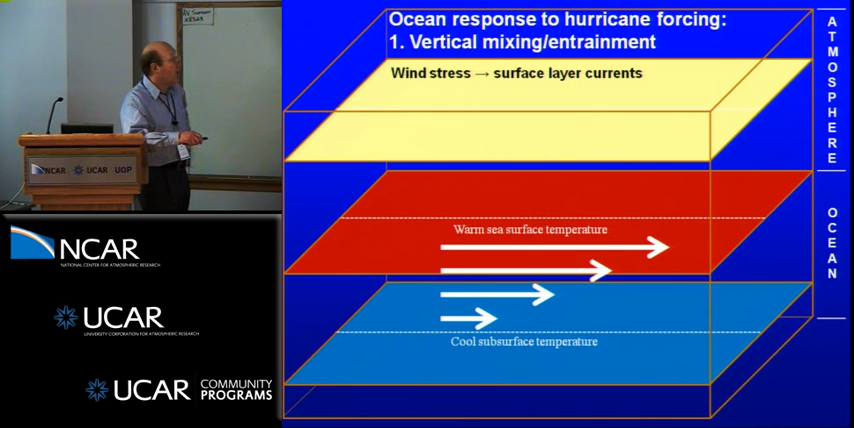 NCAR UCAR UOP
NCAR
NATIONAL CENTER FOR ATMOSPHERIC RESEARCH
UCAR
UNIVERSITY CORPORATION FOR ATMOSPHERIC RESEARCH
UCAR COMMUNITY PROGRAMS
Ocean response to hurricane forcing:
1. Vertical mixing/entrainment
Wind stress → surface layer currents
Warm sea surface temperature
Cool subsurface temperature
ATMOSPHERE
OCEAN